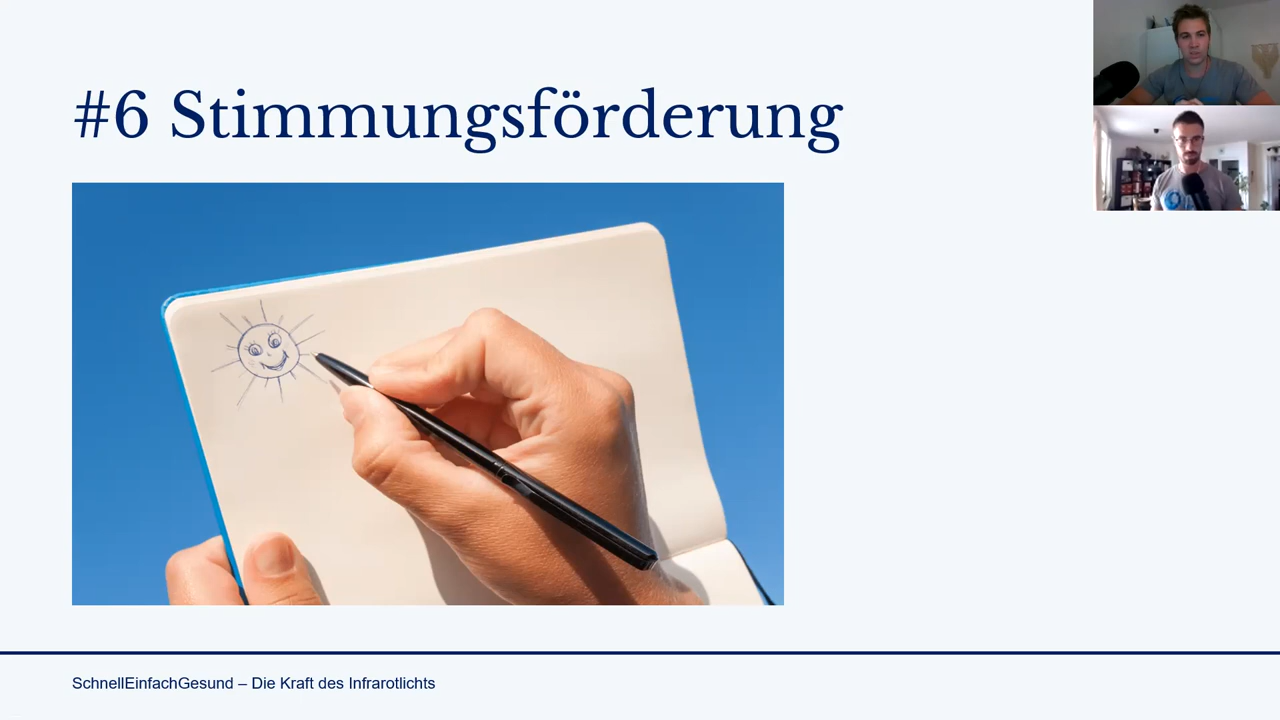 #6 Stimmungsförderung
SchnellEinfachGesund – Die Kraft des Infrarotlichts